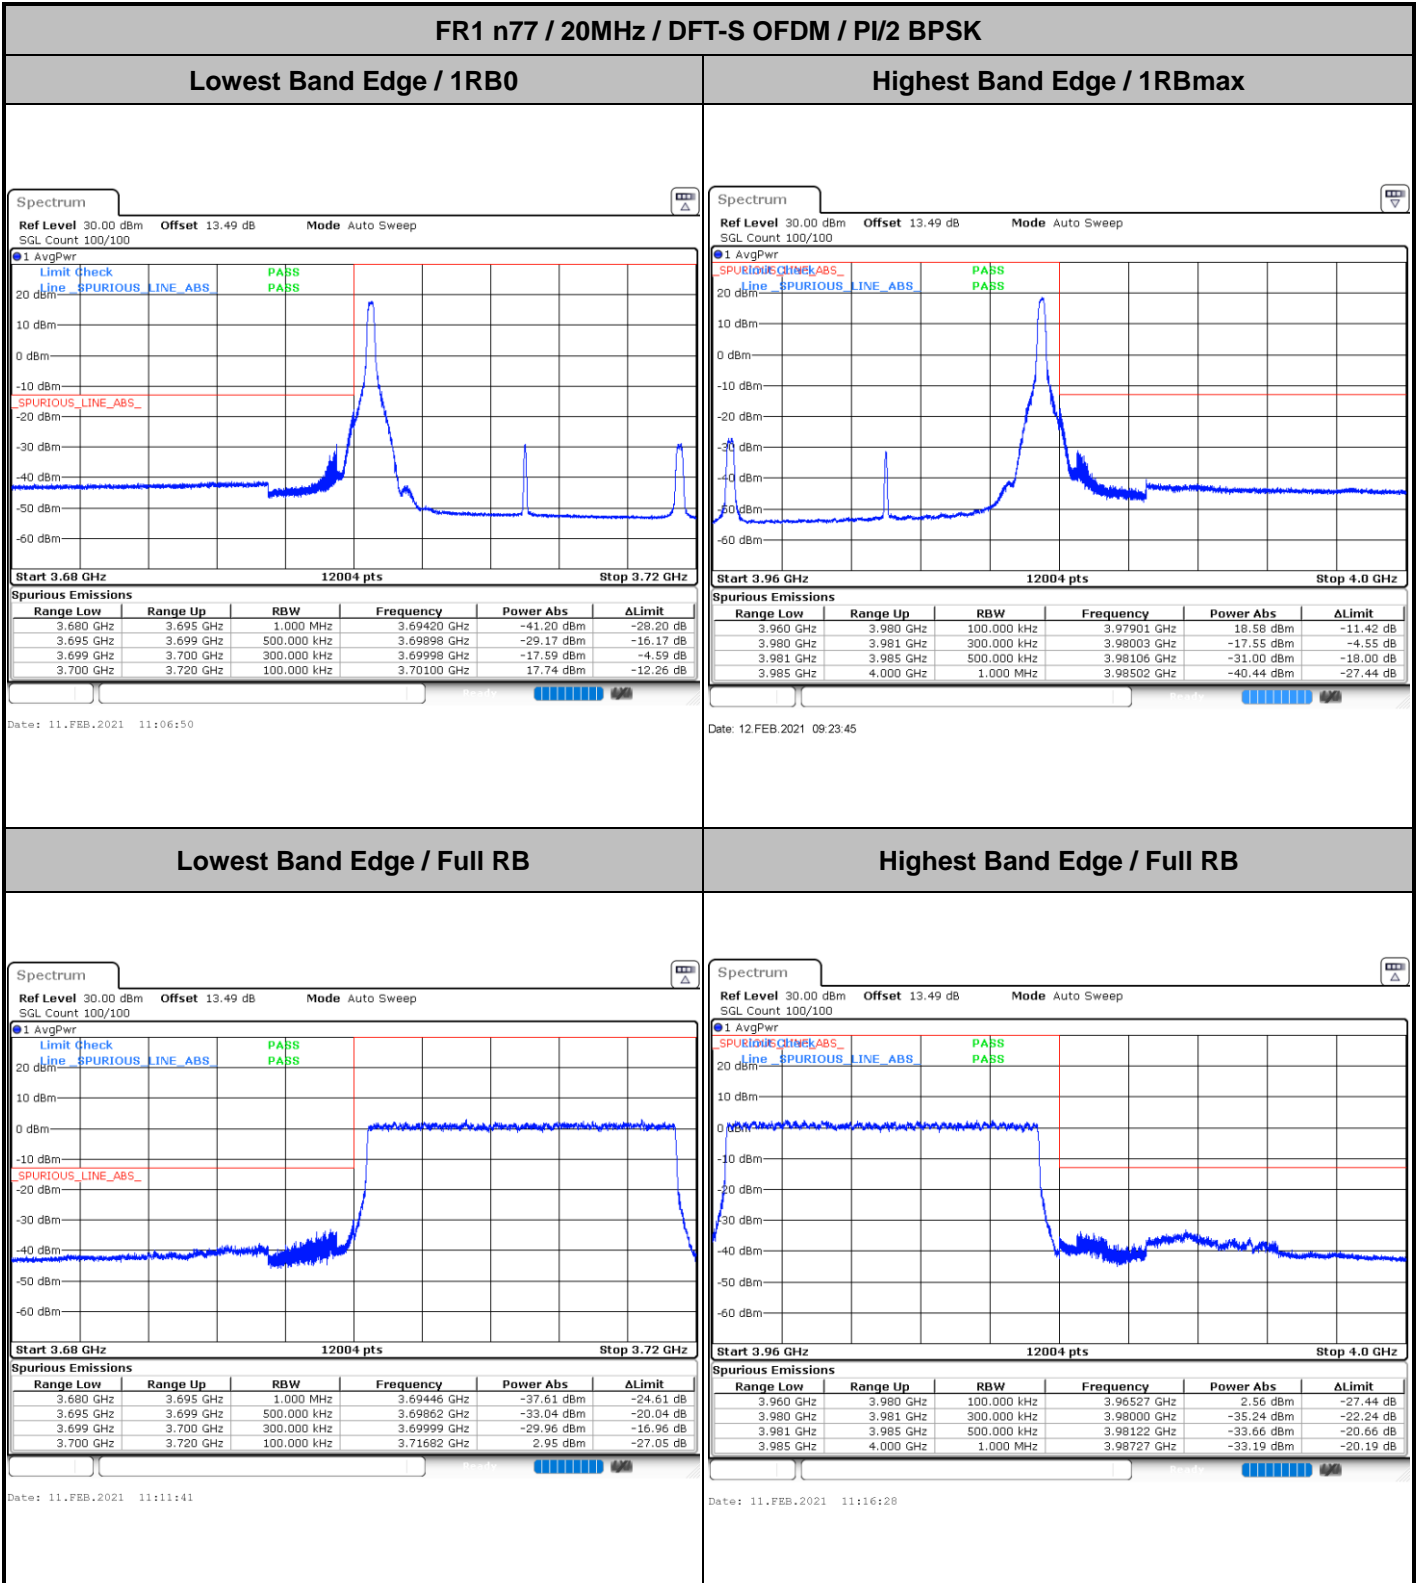 FR1 n77 / 20MHz / DFT-S OFDM / PI/2 BPSK
Lowest Band Edge / 1RB0
Highest Band Edge / 1RBmax
Spectrum
Ref Level 30.00 dBm Offset 13.49 dB Mode Auto Sweep
SGL Count 100/100
1 AvgPwr
Limit Check PASS
Line _SPURIOUS_LINE_ABS_ PASS
20 dBm
10 dBm
0 dBm
-10 dBm
_SPURIOUS_LINE_ABS_
-20 dBm
-30 dBm
-40 dBm
-50 dBm
-60 dBm
Start 3.68 GHz 12004 pts Stop 3.72 GHz
Spurious Emissions
Range Low Range Up RBW Frequency Power Abs ΔLimit
3.680 GHz 3.695 GHz 1.000 MHz 3.69420 GHz -41.20 dBm -28.20 dB
3.695 GHz 3.699 GHz 500.000 kHz 3.69898 GHz -29.17 dBm -16.17 dB
3.699 GHz 3.700 GHz 300.000 kHz 3.69998 GHz -17.59 dBm -4.59 dB
3.700 GHz 3.720 GHz 100.000 kHz 3.70100 GHz 17.74 dBm -12.26 dB
Ready
Date: 11.FEB.2021 11:06:50
Spectrum
Ref Level 30.00 dBm Offset 13.49 dB Mode Auto Sweep
SGL Count 100/100
1 AvgPwr
_SPURIOUS_LINE_ABS_
Limit Check PASS
Line _SPURIOUS_LINE_ABS_ PASS
20 dBm
10 dBm
0 dBm
-10 dBm
-20 dBm
-30 dBm
-40 dBm
-50 dBm
-60 dBm
Start 3.96 GHz 12004 pts Stop 4.0 GHz
Spurious Emissions
Range Low Range Up RBW Frequency Power Abs ΔLimit
3.960 GHz 3.980 GHz 100.000 kHz 3.97901 GHz 18.58 dBm -11.42 dB
3.980 GHz 3.981 GHz 300.000 kHz 3.98003 GHz -17.55 dBm -4.55 dB
3.981 GHz 3.985 GHz 500.000 kHz 3.98106 GHz -31.00 dBm -18.00 dB
3.985 GHz 4.000 GHz 1.000 MHz 3.98502 GHz -40.44 dBm -27.44 dB
Date: 12.FEB.2021 09:23:45
Lowest Band Edge / Full RB
Highest Band Edge / Full RB
Spectrum
Ref Level 30.00 dBm Offset 13.49 dB Mode Auto Sweep
SGL Count 100/100
1 AvgPwr
Limit Check PASS
Line _SPURIOUS_LINE_ABS_ PASS
20 dBm
10 dBm
0 dBm
-10 dBm
_SPURIOUS_LINE_ABS_
-20 dBm
-30 dBm
-40 dBm
-50 dBm
-60 dBm
Start 3.68 GHz 12004 pts Stop 3.72 GHz
Spurious Emissions
Range Low Range Up RBW Frequency Power Abs ΔLimit
3.680 GHz 3.695 GHz 1.000 MHz 3.69446 GHz -37.61 dBm -24.61 dB
3.695 GHz 3.699 GHz 500.000 kHz 3.69862 GHz -33.04 dBm -20.04 dB
3.699 GHz 3.700 GHz 300.000 kHz 3.69999 GHz -29.96 dBm -16.96 dB
3.700 GHz 3.720 GHz 100.000 kHz 3.71682 GHz 2.95 dBm -27.05 dB
Ready
Date: 11.FEB.2021 11:11:41
Spectrum
Ref Level 30.00 dBm Offset 13.49 dB Mode Auto Sweep
SGL Count 100/100
1 AvgPwr
_SPURIOUS_LINE_ABS_
Limit Check PASS
Line _SPURIOUS_LINE_ABS_ PASS
20 dBm
10 dBm
0 dBm
-10 dBm
-20 dBm
-30 dBm
-40 dBm
-50 dBm
-60 dBm
Start 3.96 GHz 12004 pts Stop 4.0 GHz
Spurious Emissions
Range Low Range Up RBW Frequency Power Abs ΔLimit
3.960 GHz 3.980 GHz 100.000 kHz 3.96527 GHz 2.56 dBm -27.44 dB
3.980 GHz 3.981 GHz 300.000 kHz 3.98000 GHz -35.24 dBm -22.24 dB
3.981 GHz 3.985 GHz 500.000 kHz 3.98122 GHz -33.66 dBm -20.66 dB
3.985 GHz 4.000 GHz 1.000 MHz 3.98727 GHz -33.19 dBm -20.19 dB
Ready
Date: 11.FEB.2021 11:16:28